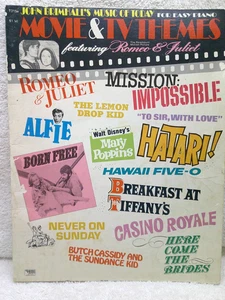 JOHN BRIMHALL'S MUSIC OF TODAY FOR EASY PIANO
MOVIE & TV THEMES
featuring Romeo & Juliet
ROMEO
& JULIET
MISSION:
IMPOSSIBLE
THE LEMON
DROP KID
"TO SIR, WITH LOVE"
ALFIE
Walt Disney's
Mary
Poppins
HATARI!
BORN FREE
HAWAII FIVE-O
BREAKFAST AT
TIFFANY'S
NEVER ON
SUNDAY
CASINO ROYALE
BUTCH CASSIDY AND
THE SUNDANCE KID
HERE
COME THE
BRIDES